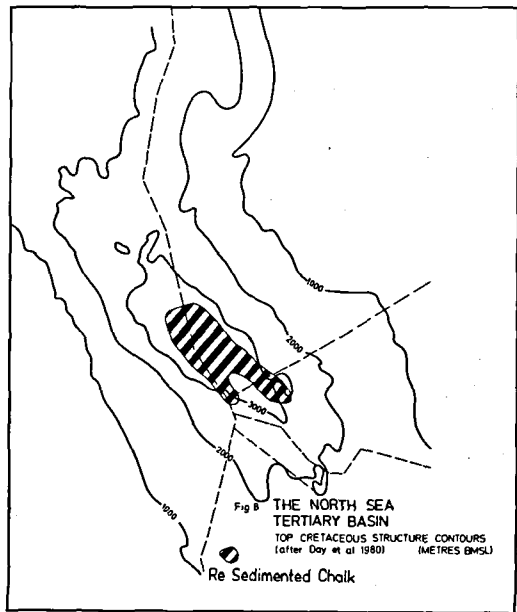 1000
2000
3000
2000
1000
Fig 8 THE NORTH SEA
TERTIARY BASIN
TOP CRETACEOUS STRUCTURE CONTOURS
(after Day et al 1980) (METRES BMSL)
Re Sedimented Chalk